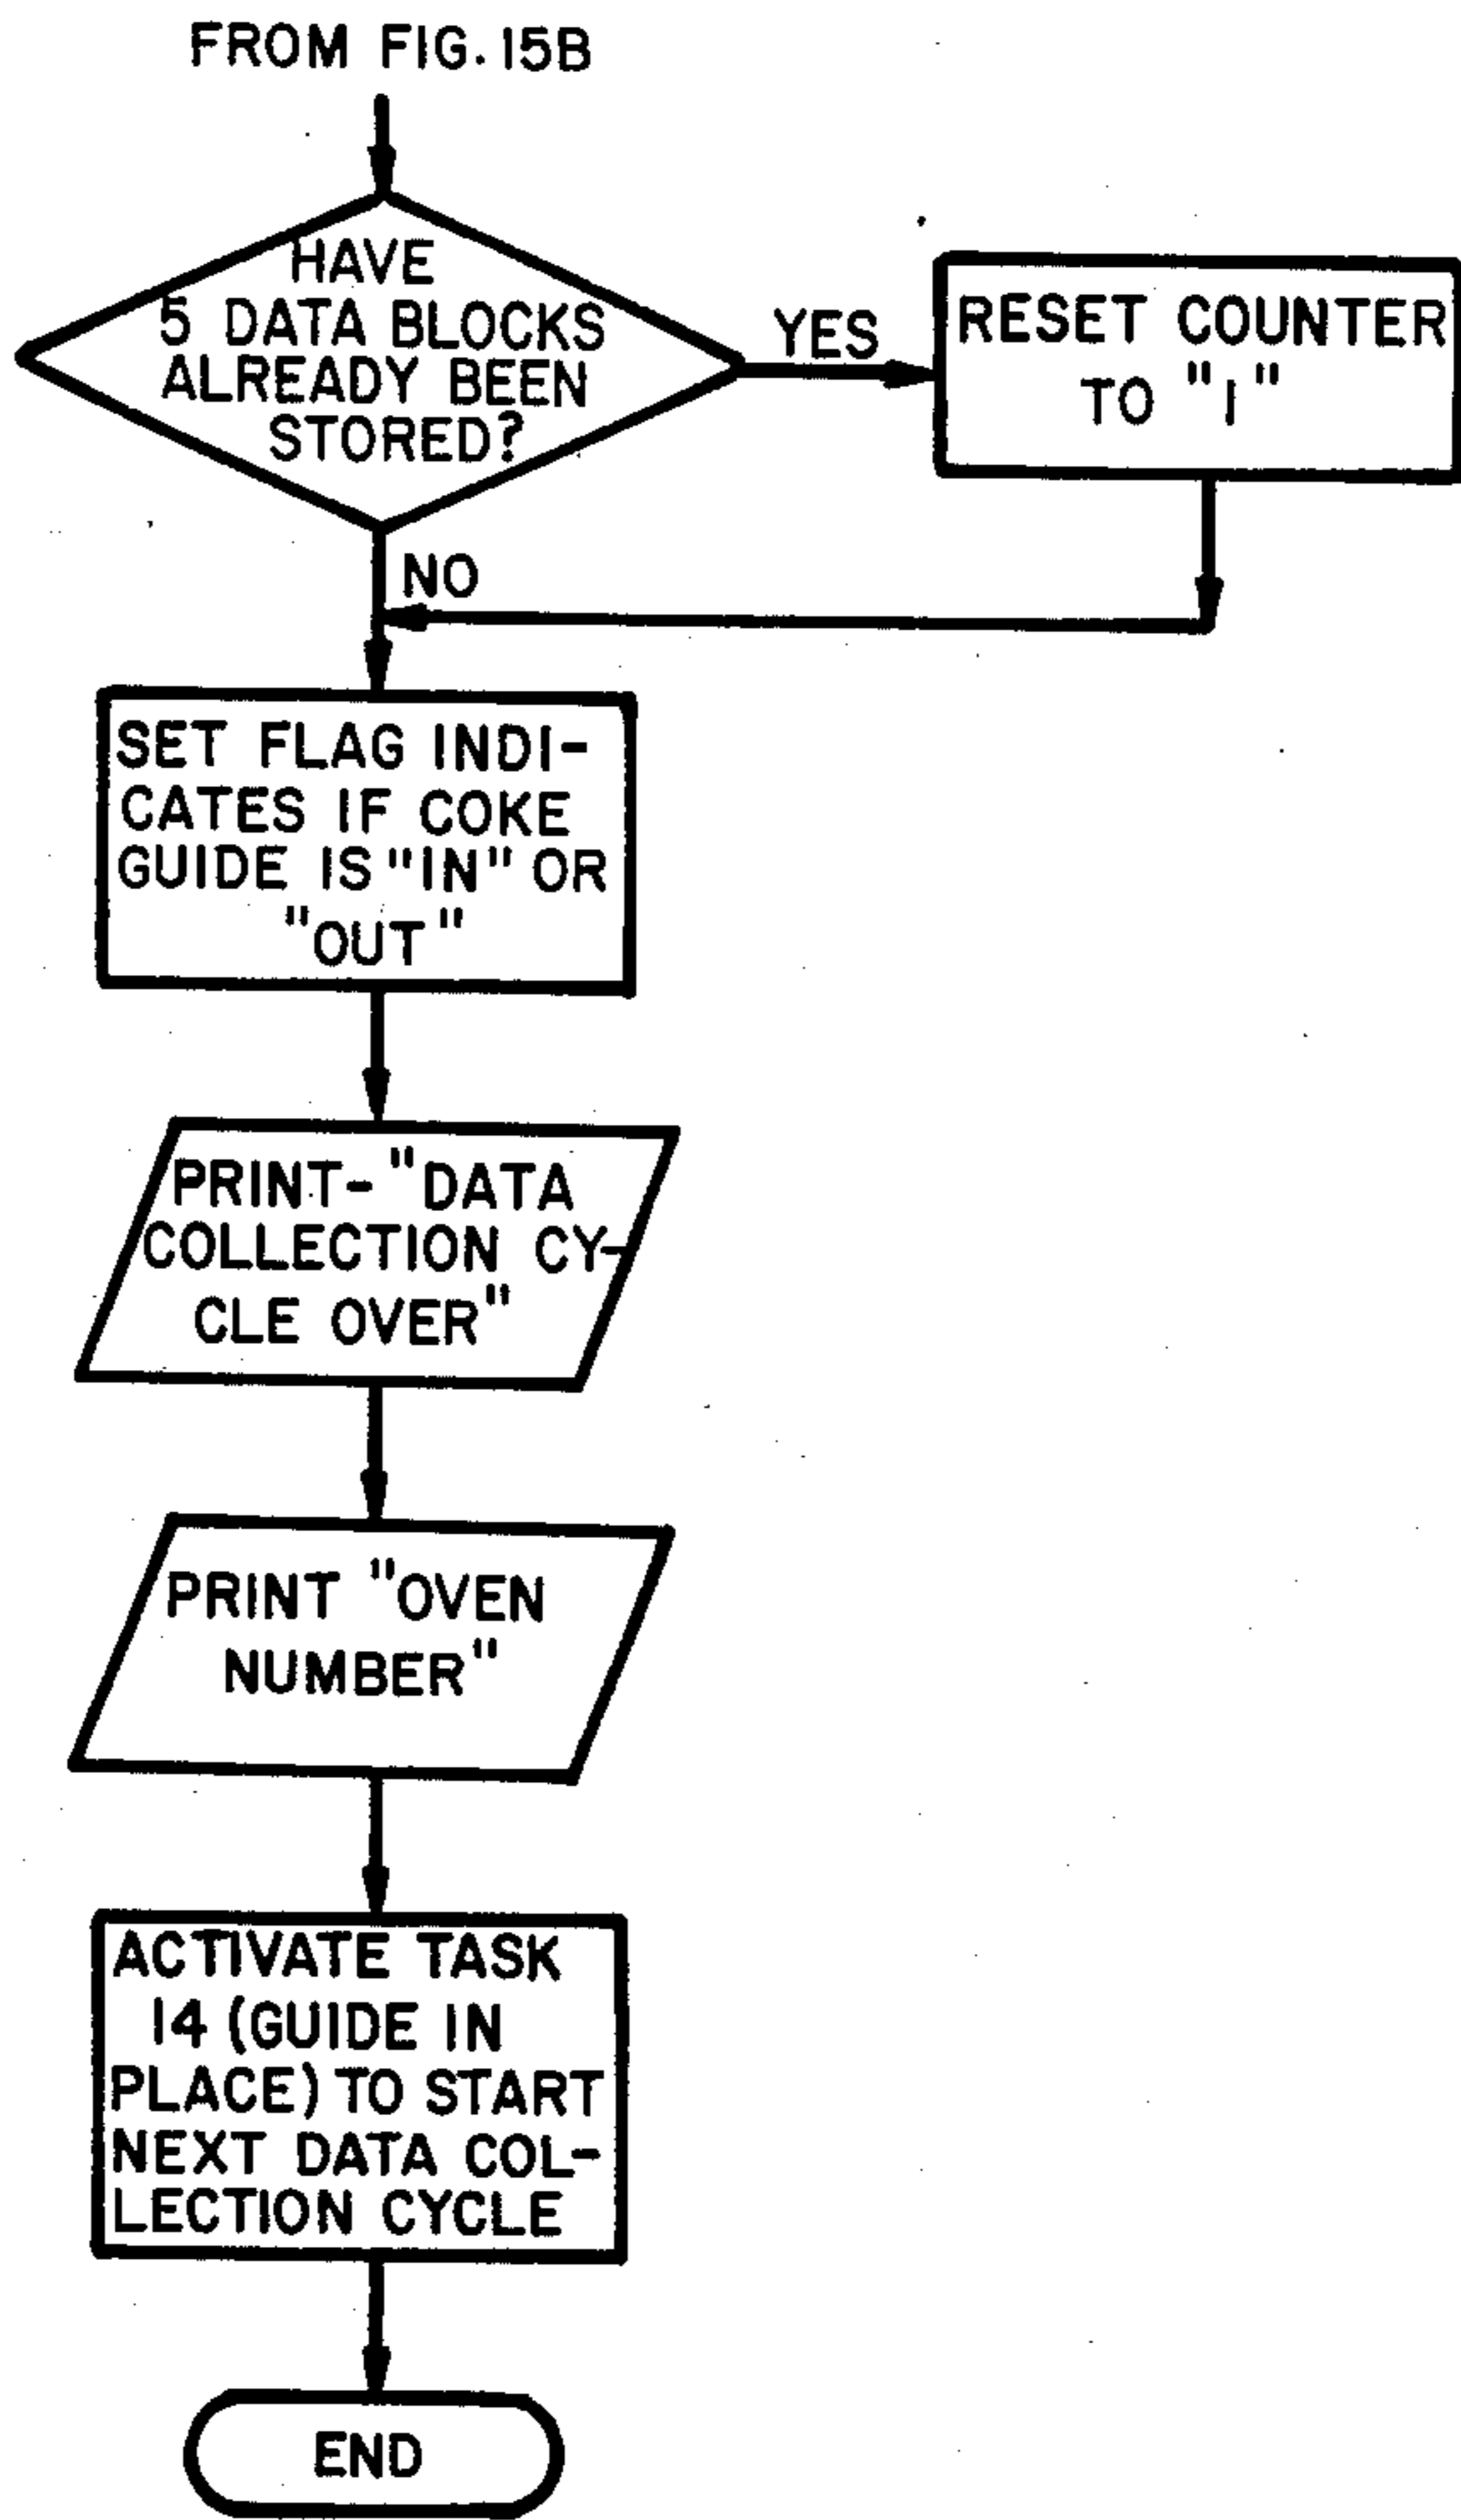 FROM FIG. 15B
HAVE
5 DATA BLOCKS
ALREADY BEEN
STORED?
YES
RESET COUNTER
TO "1"
NO
SET FLAG INDI-
CATES IF COKE
GUIDE IS "IN" OR
"OUT"
PRINT-"DATA
COLLECTION CY-
CLE OVER"
PRINT "OVEN
NUMBER"
ACTIVATE TASK
14 (GUIDE IN
PLACE) TO START
NEXT DATA COL-
LECTION CYCLE
END